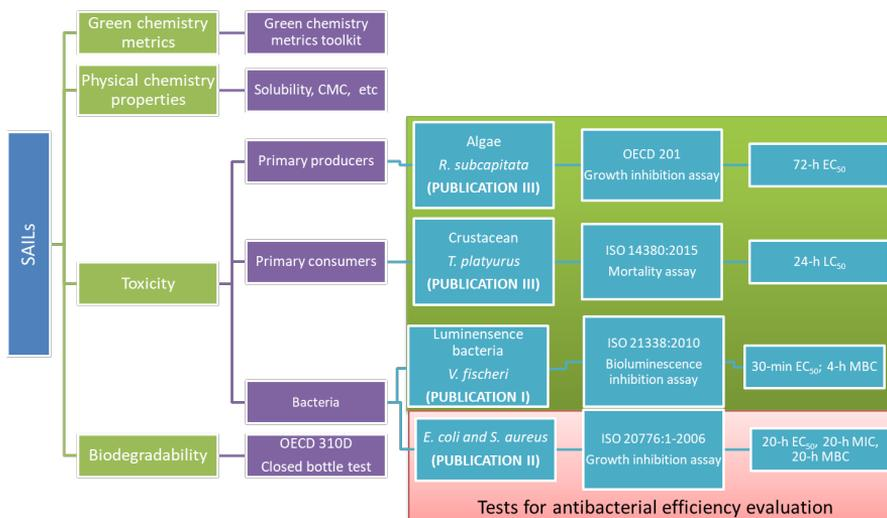 SAILs
Green chemistry
metrics
Green chemistry
metrics toolkit
Physical chemistry
properties
Solubility, CMC, etc
Toxicity
Primary producers
Algae
R. subcapitata
(PUBLICATION III)
OECD 201
Growth inhibition assay
72-h EC50
Primary consumers
Crustacean
T. platyurus
(PUBLICATION III)
ISO 14380:2015
Mortality assay
24-h LC50
Bacteria
Luminensence
bacteria
V. fischeri
(PUBLICATION I)
ISO 21338:2010
Bioluminescence
inhibition assay
30-min EC50; 4-h MBC
E. coli and S. aureus
(PUBLICATION II)
ISO 20776:1-2006
Growth inhibition assay
20-h EC50, 20-h MIC,
20-h MBC
Biodegradability
OECD 310D
Closed bottle test
Tests for antibacterial efficiency evaluation